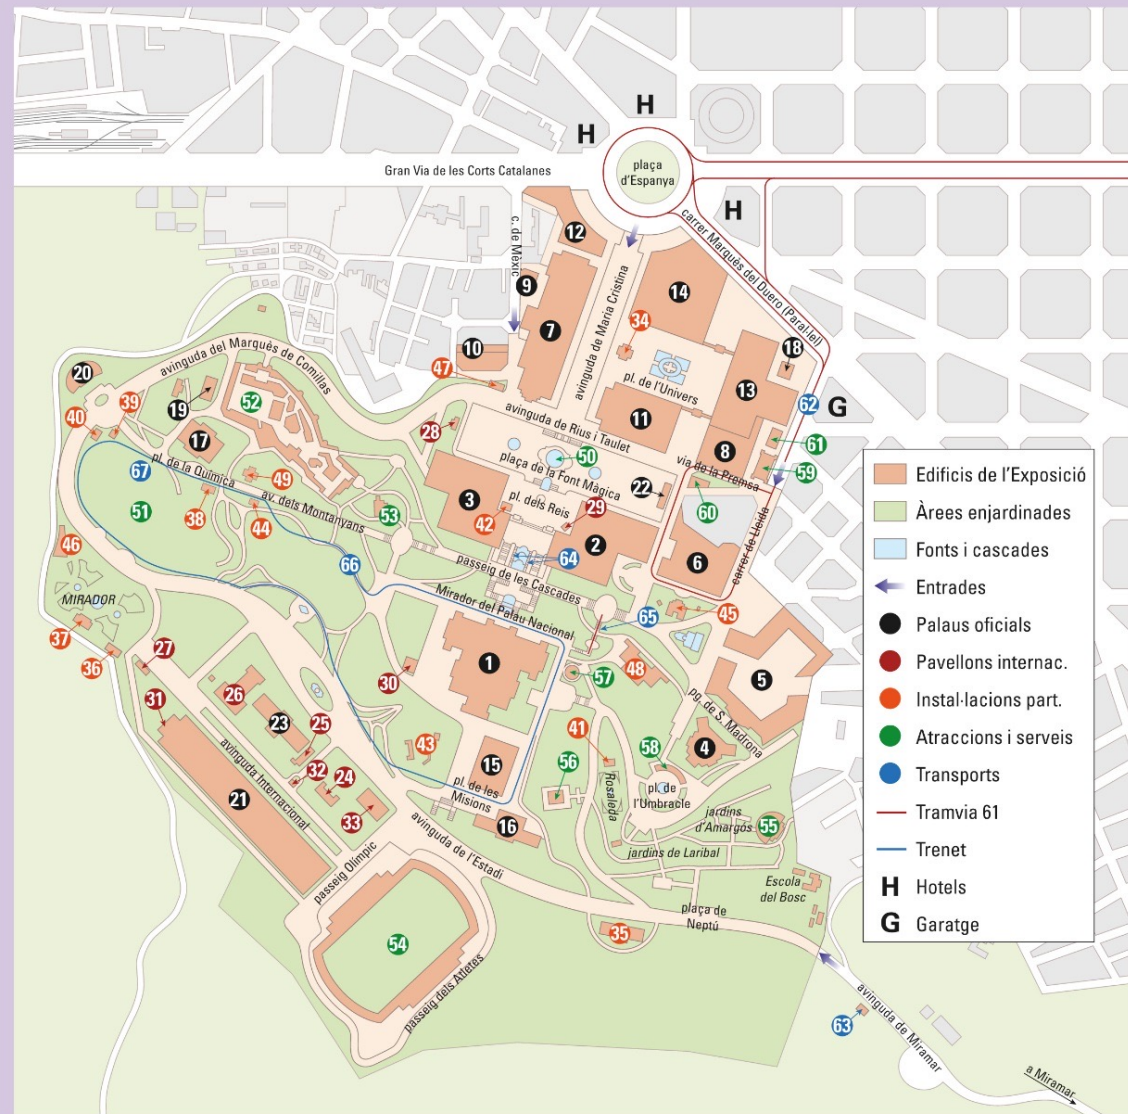 H
H
Gran Via de les Corts Catalanes
plaça
d'Espanya
H
carrer Marquès del Duero (Paral·lel)
c. de Mèxic
12
9
14
avinguda de Maria Cristina
34
7
10
18
47
pl. de l'Univers
13
62
G
avinguda del Marquès de Comillas
20
39
19
52
40
17
28
avinguda de Rius i Taulet
11
8
61
59
via de la Premsa
50
plaça de la Font Màgica
22
60
67
pl. de la Química
49
51
38
44
av. dels Montanyans
53
3
pl. dels Reis
42
29
2
64
6
carrer de Lleida
46
66
passeig de les Cascades
Mirador del Palau Nacional
65
45
MIRADOR
37
36
27
1
30
57
48
5
31
26
23
25
43
41
58
4
pg. de S. Madrona
15
pl. de les
Misions
56
Rosaleda
pl. de
l'Umbracle
avinguda Internacional
32
24
33
21
16
jardins
d'Amargós
55
jardins de Laribal
avinguda de l'Estadi
passeig Olímpic
Escola
del Bosc
plaça de
Neptú
35
54
passeig dels Atletes
63
avinguda de Miramar
a Miramar
Edificis de l'Exposició
Àrees enjardinades
Fonts i cascades
Entrades
Palaus oficials
Pavellons internac.
Instal·lacions part.
Atraccions i serveis
Transports
Tramvia 61
Trenet
H Hotels
G Garatge